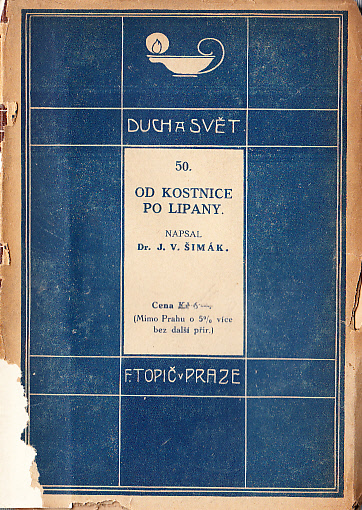 DUCH A SVĚT
50.
OD KOSTNICE
PO LIPANY.
NAPSAL
Dr. J. V. ŠIMÁK.
Cena
(Mimo Prahu o 5% více
bez další přir.)
F. TOPIČ V PRAZE